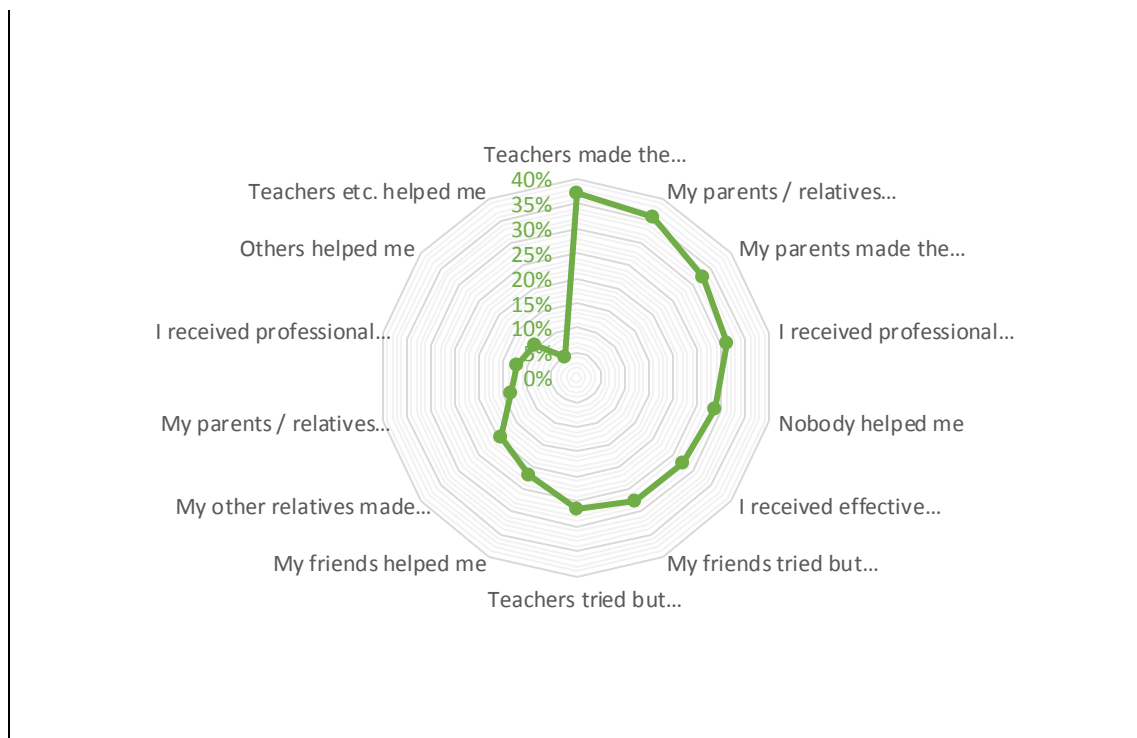 Teachers made the…
Teachers etc. helped me
40%
My parents / relatives…
35%
Others helped me
30%
My parents made the…
25%
20%
I received professional…
15%
I received professional…
10%
5%
0%
My parents / relatives…
Nobody helped me
My other relatives made…
I received effective…
My friends helped me
My friends tried but…
Teachers tried but…